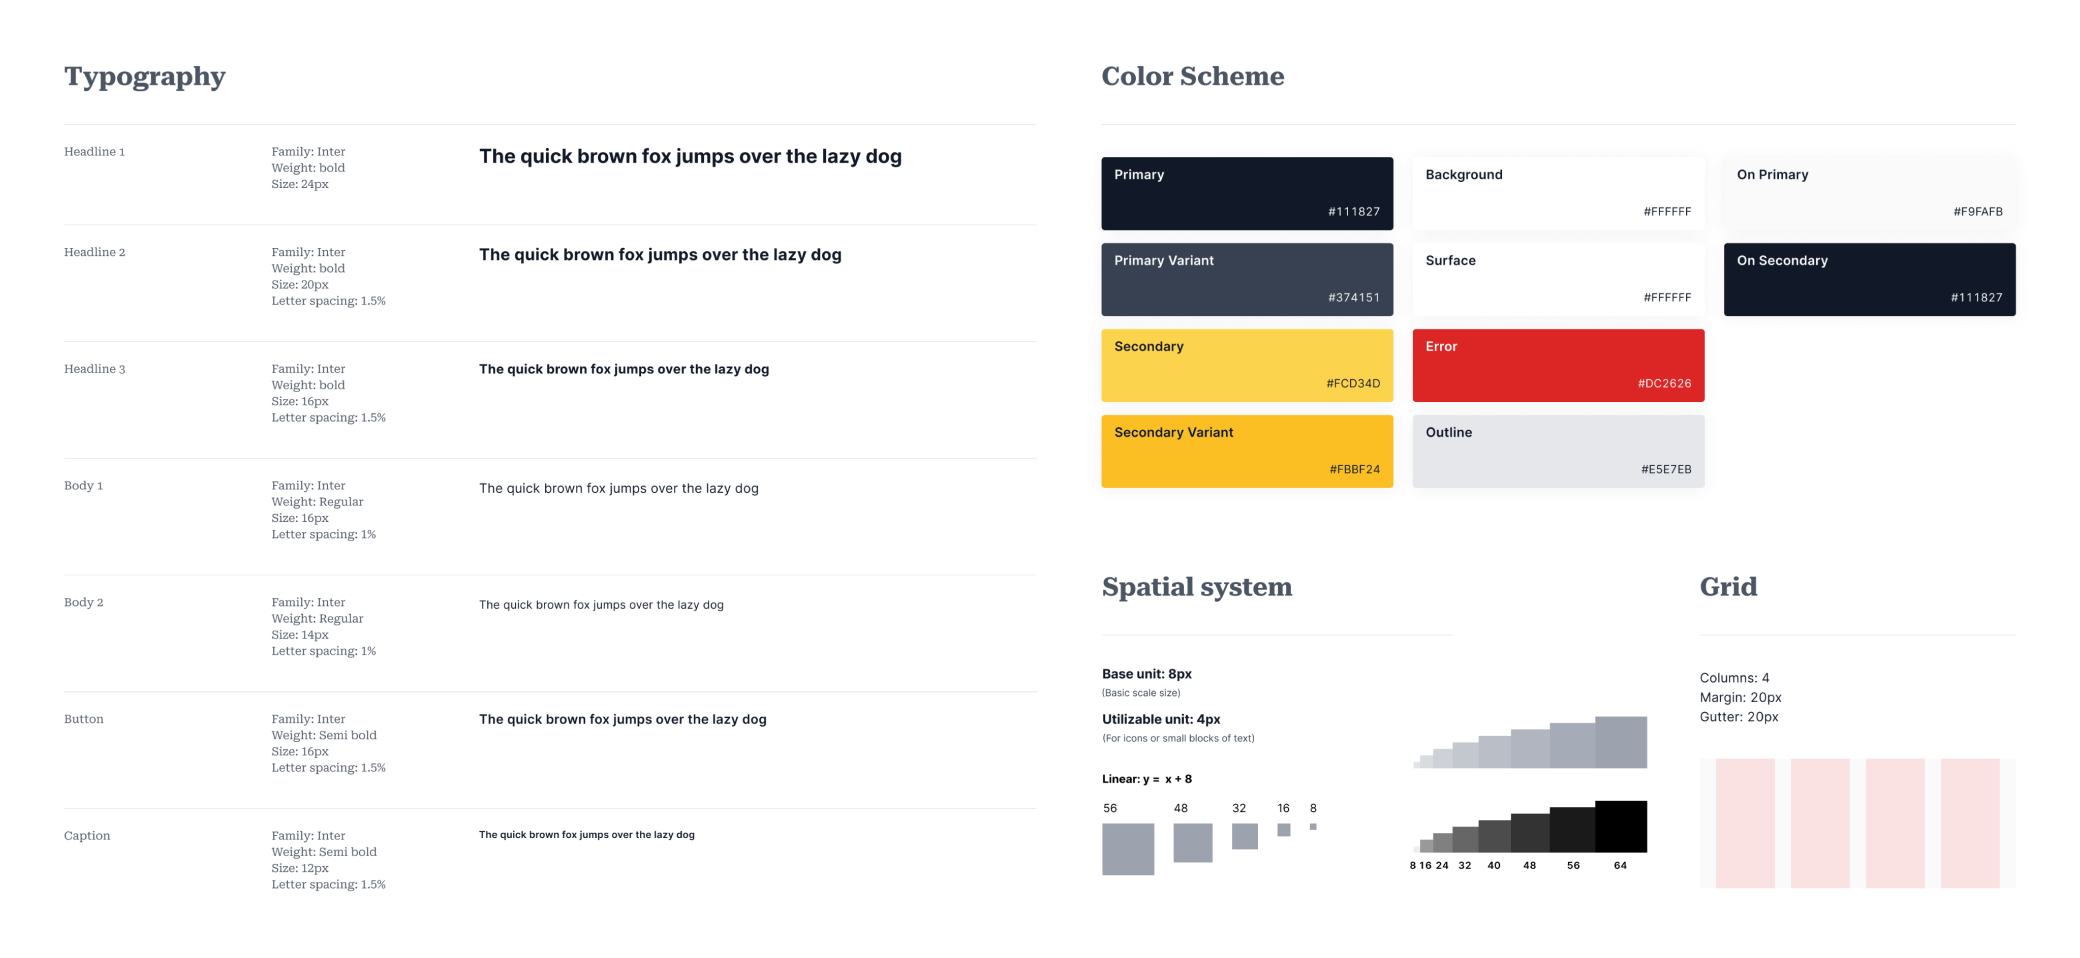 Typography
Headline 1
Family: Inter
Weight: bold
Size: 24px
The quick brown fox jumps over the lazy dog
Headline 2
Family: Inter
Weight: bold
Size: 20px
Letter spacing: 1.5%
The quick brown fox jumps over the lazy dog
Headline 3
Family: Inter
Weight: bold
Size: 16px
Letter spacing: 1.5%
The quick brown fox jumps over the lazy dog
Body 1
Family: Inter
Weight: Regular
Size: 16px
Letter spacing: 1%
The quick brown fox jumps over the lazy dog
Body 2
Family: Inter
Weight: Regular
Size: 14px
Letter spacing: 1%
The quick brown fox jumps over the lazy dog
Button
Family: Inter
Weight: Semi bold
Size: 16px
Letter spacing: 1.5%
The quick brown fox jumps over the lazy dog
Caption
Family: Inter
Weight: Semi bold
Size: 12px
Letter spacing: 1.5%
The quick brown fox jumps over the lazy dog
Color Scheme
Primary
#111827
Background
#FFFFFF
On Primary
#F9FAFB
Primary Variant
#374151
Surface
#FFFFFF
On Secondary
#111827
Secondary
#FCD34D
Error
#DC2626
Secondary Variant
#FBBF24
Outline
#E5E7EB
Spatial system
Base unit: 8px
(Basic scale size)
Utilizable unit: 4px
(For icons or small blocks of text)
Linear: y = x + 8
56 48 32 16 8
8 16 24 32 40 48 56 64
Grid
Columns: 4
Margin: 20px
Gutter: 20px